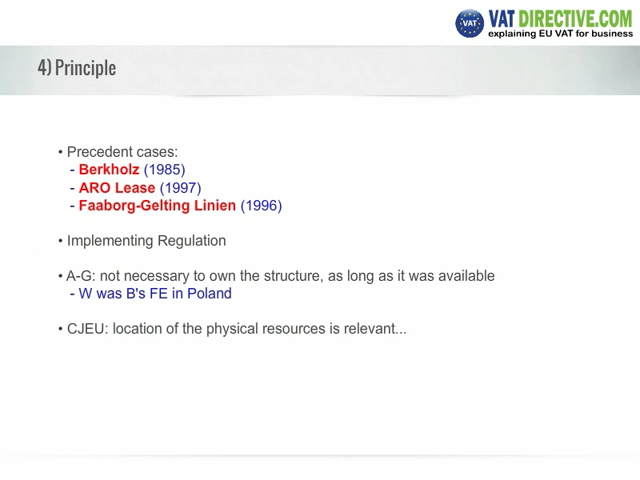 VAT DIRECTIVE.COM
VAT
explaining EU VAT for business
4) Principle
• Precedent cases:
- Berkholz (1985)
- ARO Lease (1997)
- Faaborg-Gelting Linien (1996)
• Implementing Regulation
• A-G: not necessary to own the structure, as long as it was available
- W was B's FE in Poland
• CJEU: location of the physical resources is relevant...